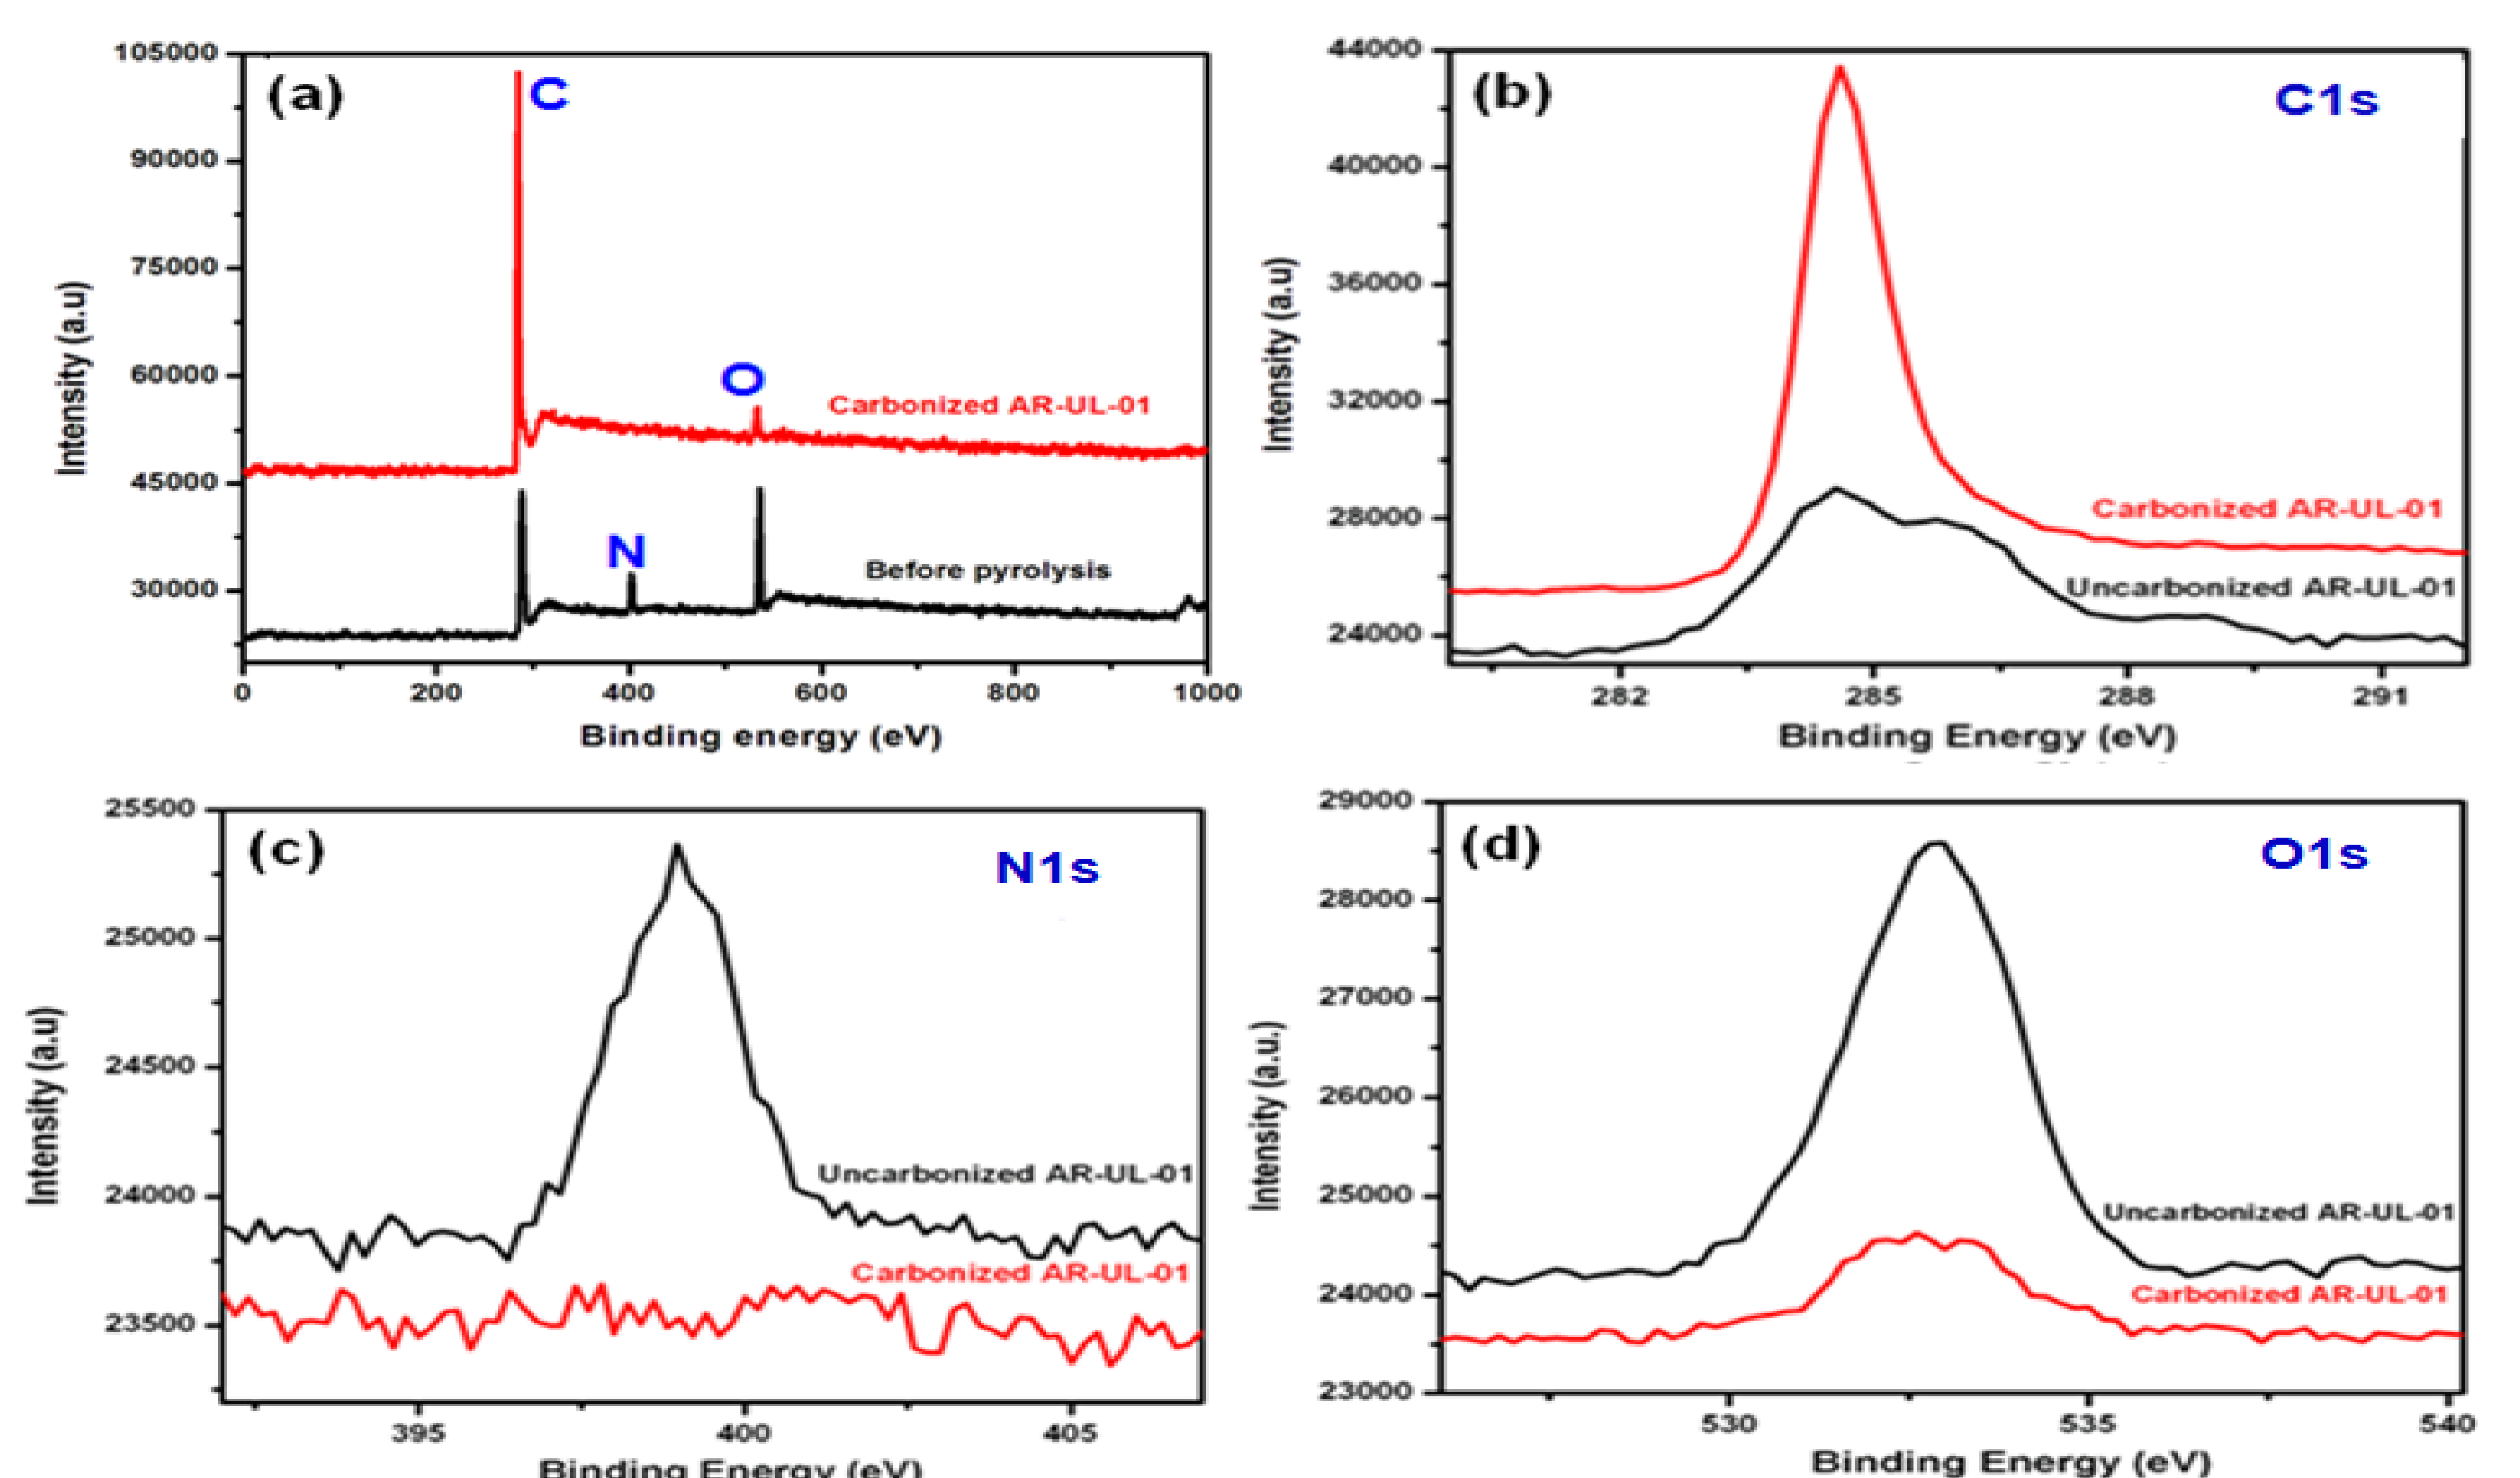 (a)
C
O
N
Carbonized AR-UL-01
Before pyrolysis
105000
90000
75000
60000
45000
30000
0 200 400 600 800 1000
Intensity (a.u)
Binding energy (eV)
(b)
C1s
Carbonized AR-UL-01
Uncarbonized AR-UL-01
44000
40000
36000
32000
28000
24000
282 285 288 291
Intensity (a.u)
Binding Energy (eV)
(c)
N1s
Uncarbonized AR-UL-01
Carbonized AR-UL-01
25500
25000
24500
24000
23500
395 400 405
Intensity (a.u)
Binding Energy (eV)
(d)
O1s
Uncarbonized AR-UL-01
Carbonized AR-UL-01
29000
28000
27000
26000
25000
24000
23000
530 535 540
Intensity (a.u.)
Binding Energy (eV)